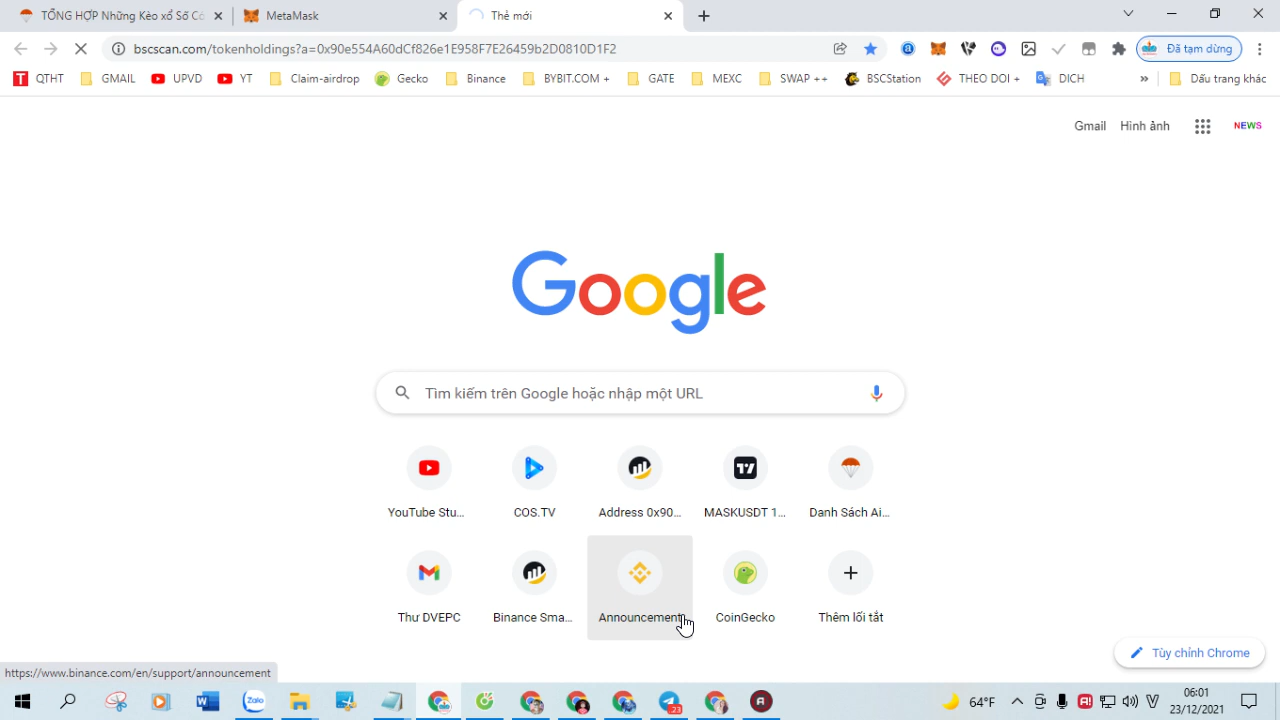 TỔNG HỢP Những Kèo xổ Số Cc
MetaMask
Thẻ mới
bscscan.com/tokenholdings?a=0x90e554A60dCf826e1E958F7E26459b2D0810D1F2
Đã tạm dừng
QTHT
GMAIL
UPVD
YT
Claim-airdrop
Gecko
Binance
BYBIT.COM +
GATE
MEXC
SWAP ++
BSCStation
THEO DOI +
DICH
»
Dấu trang khác
Gmail
Hình ảnh
NEWS
Google
Tìm kiếm trên Google hoặc nhập một URL
YouTube Stu...
COS.TV
Address 0x90...
MASKUSDT 1...
Danh Sách Ai...
Thư DVEPC
Binance Sma...
Announcement
CoinGecko
Thêm lối tắt
Tùy chỉnh Chrome
https://www.binance.com/en/support/announcement
Zalo
23
64°F
06:01
23/12/2021